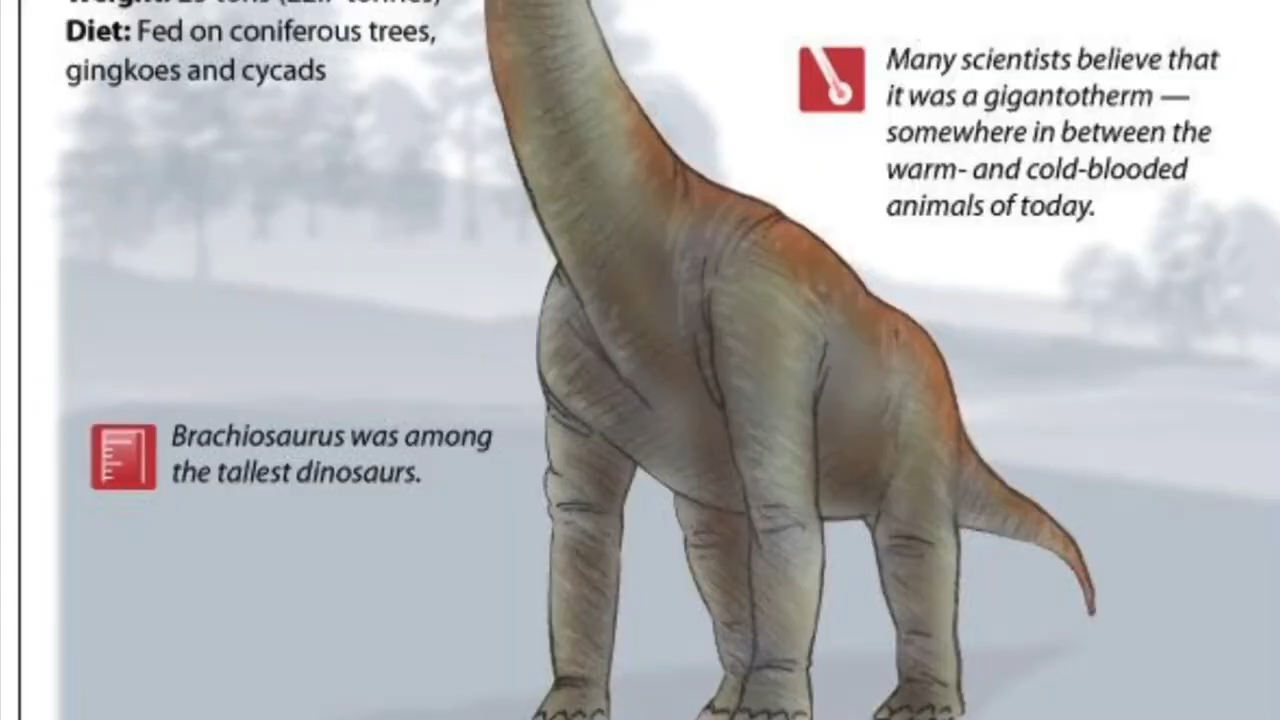 Diet: Fed on coniferous trees,
gingkoes and cycads
Many scientists believe that
it was a gigantotherm —
somewhere in between the
warm- and cold-blooded
animals of today.
Brachiosaurus was among
the tallest dinosaurs.